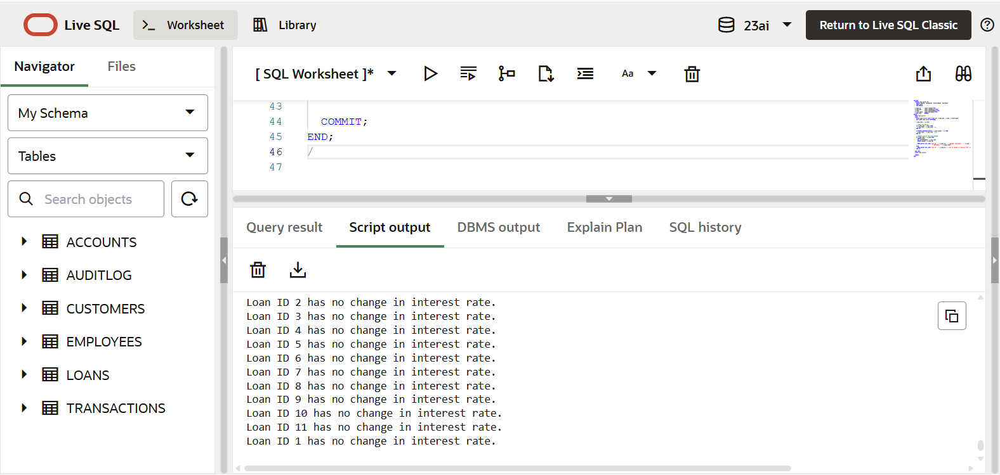 Live SQL
Worksheet
Library
23ai
Return to Live SQL Classic
Navigator
Files
My Schema
Tables
Search objects
ACCOUNTS
AUDITLOG
CUSTOMERS
EMPLOYEES
LOANS
TRANSACTIONS
[ SQL Worksheet ]*
Aa
43
44 COMMIT;
45 END;
46 /
47
Query result
Script output
DBMS output
Explain Plan
SQL history
Loan ID 2 has no change in interest rate.
Loan ID 3 has no change in interest rate.
Loan ID 4 has no change in interest rate.
Loan ID 5 has no change in interest rate.
Loan ID 6 has no change in interest rate.
Loan ID 7 has no change in interest rate.
Loan ID 8 has no change in interest rate.
Loan ID 9 has no change in interest rate.
Loan ID 10 has no change in interest rate.
Loan ID 11 has no change in interest rate.
Loan ID 1 has no change in interest rate.